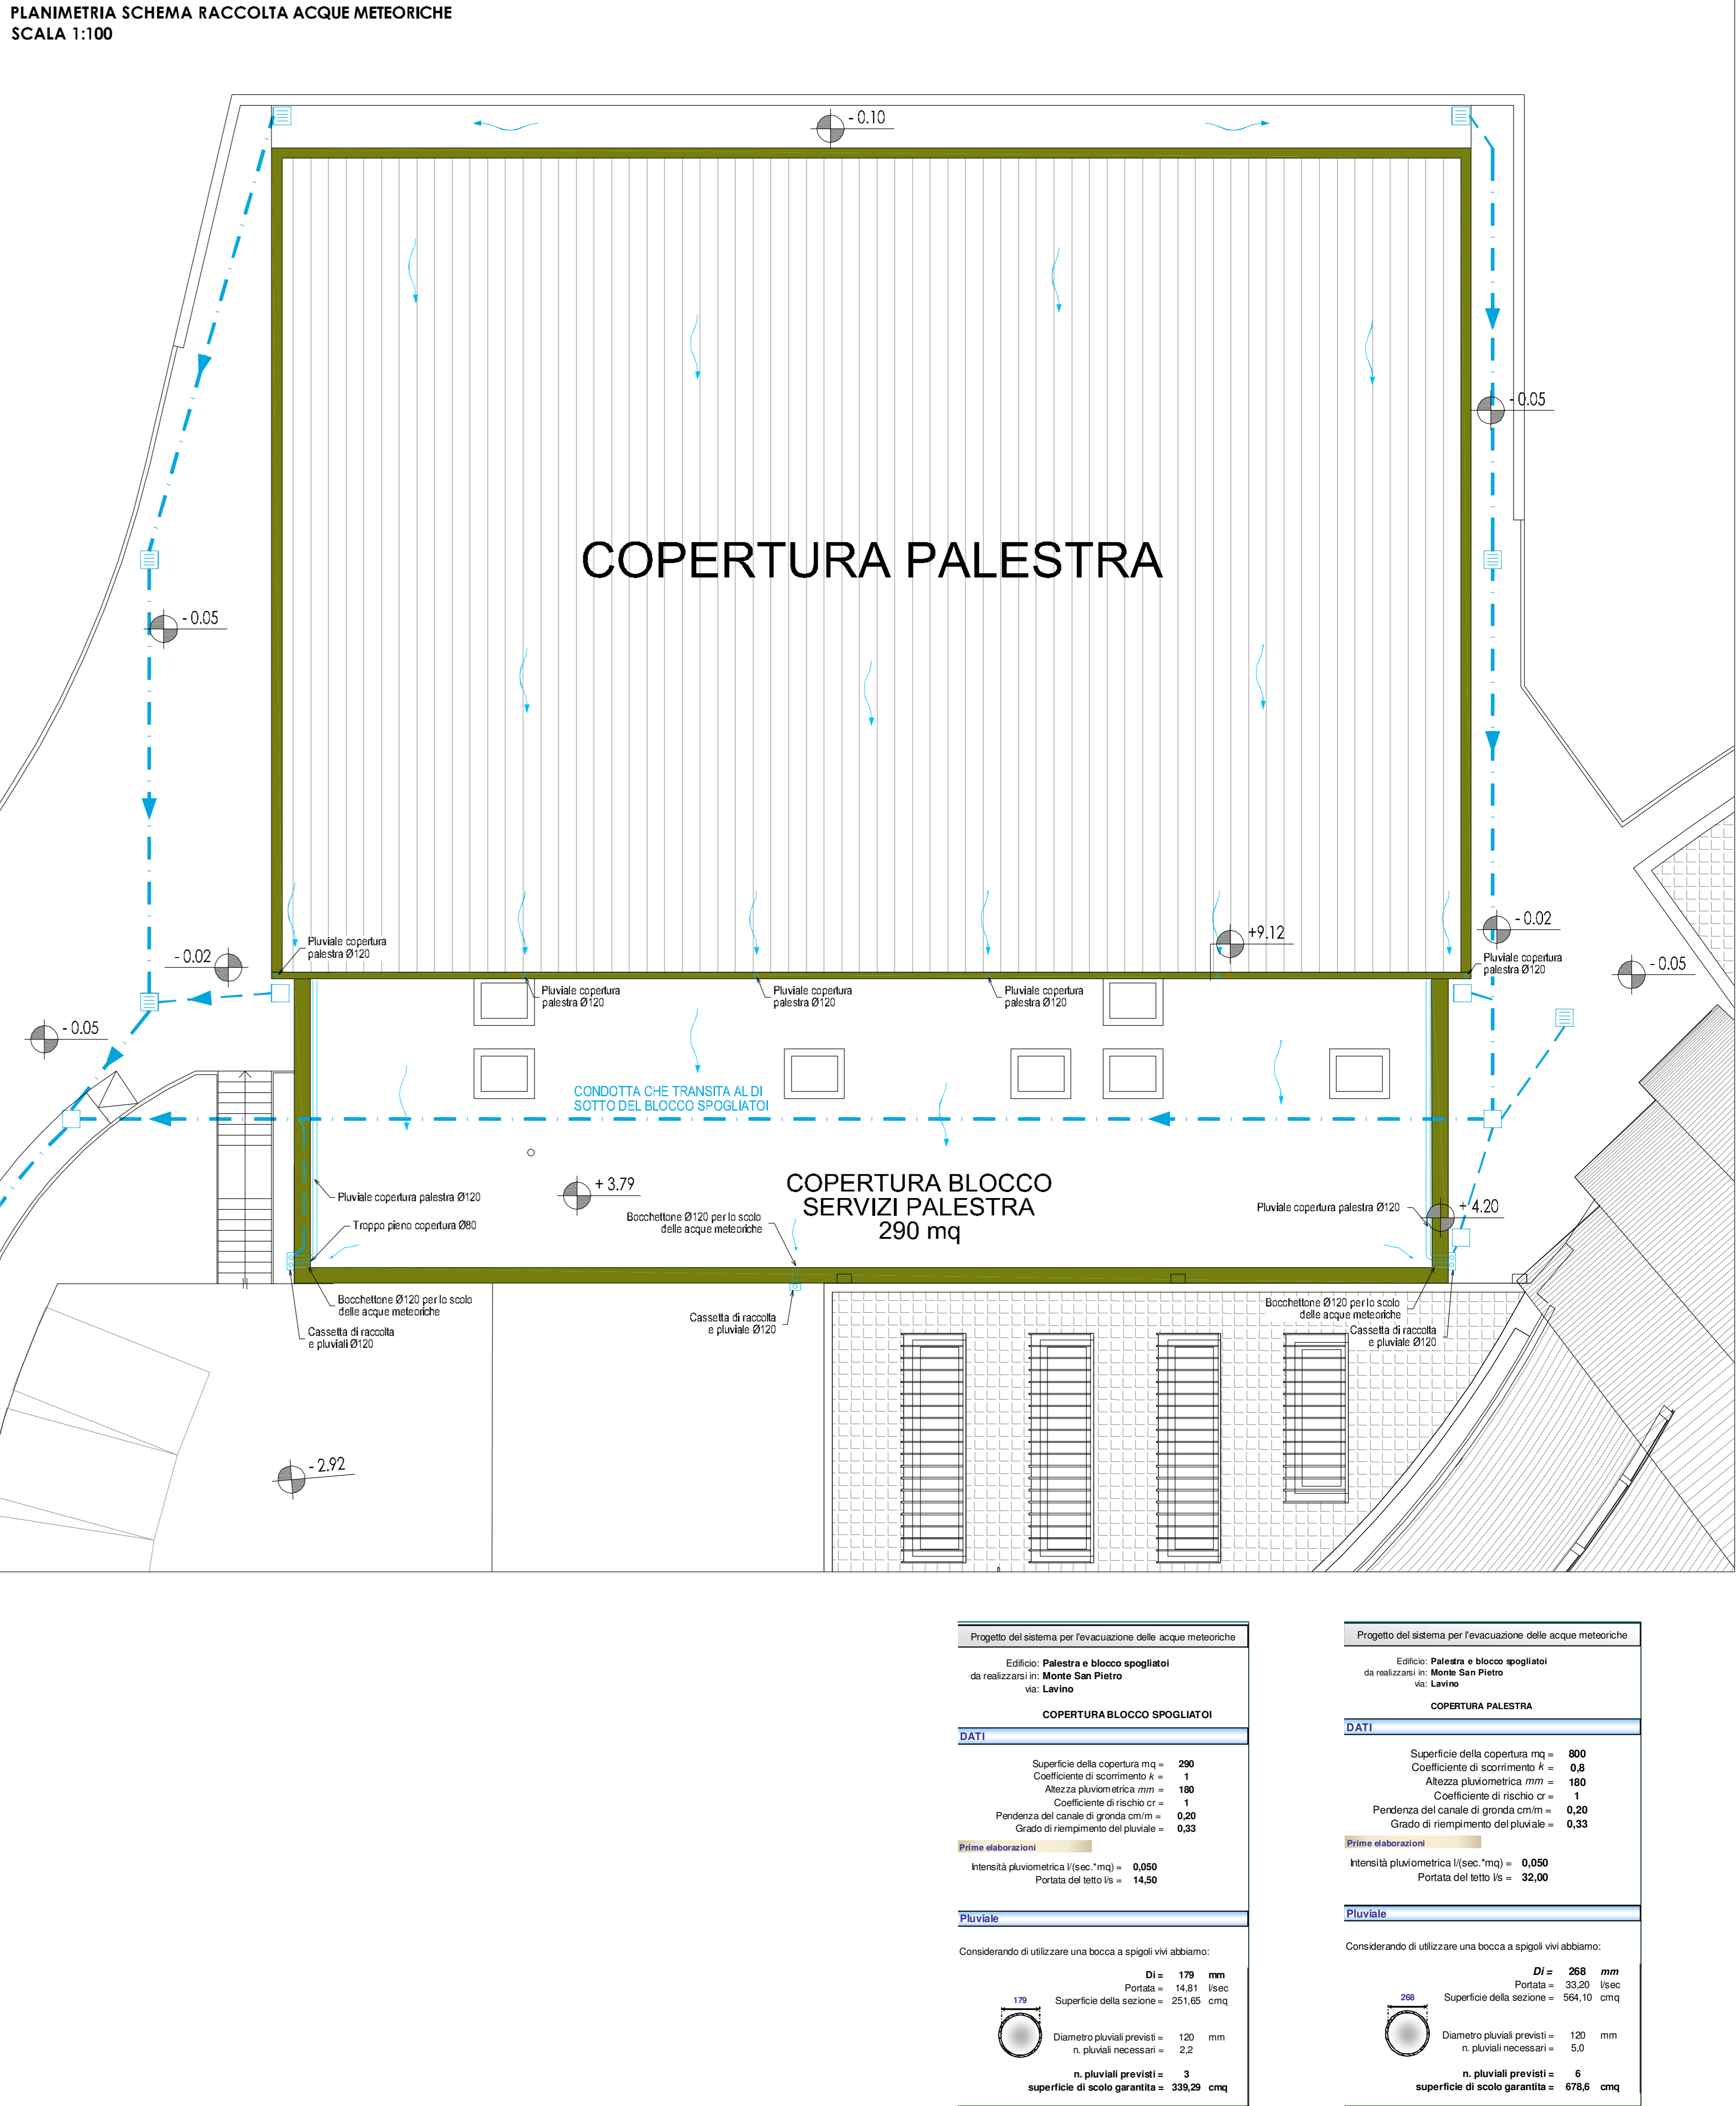 PLANIMETRIA SCHEMA RACCOLTA ACQUE METEORICHE
SCALA 1:100
- 0.10
- 0.05
COPERTURA PALESTRA
- 0.05
- 0.02
Pluviale copertura
palestra Ø120
+9.12
- 0.02
Pluviale copertura
palestra Ø120
- 0.05
Pluviale copertura
palestra Ø120
Pluviale copertura
palestra Ø120
Pluviale copertura
palestra Ø120
- 0.05
CONDOTTA CHE TRANSITA AL DI
SOTTO DEL BLOCCO SPOGLIATOI
Pluviale copertura palestra Ø120
+ 3.79
COPERTURA BLOCCO
SERVIZI PALESTRA
290 mq
Pluviale copertura palestra Ø120
+ 4.20
Troppo pieno copertura Ø80
Bocchettone Ø120 per lo scolo
delle acque meteoriche
Bocchettone Ø120 per lo scolo
delle acque meteoriche
Cassetta di raccolta
e pluviali Ø120
Cassetta di raccolta
e pluviale Ø120
Bocchettone Ø120 per lo scolo
delle acque meteoriche
Cassetta di raccolta
e pluviale Ø120
- 2.92
Progetto del sistema per l'evacuazione delle acque meteoriche
Edificio: Palestra e blocco spogliatoi
da realizzarsi in: Monte San Pietro
via: Lavino
COPERTURA BLOCCO SPOGLIATOI
DATI
Superficie della copertura mq = 290
Coefficiente di scorrimento k = 1
Altezza pluviometrica mm = 180
Coefficiente di rischio cr = 1
Pendenza del canale di gronda cm/m = 0,20
Grado di riempimento del pluviale = 0,33
Prime elaborazioni
Intensità pluviometrica l/(sec.*mq) = 0,050
Portata del tetto l/s = 14,50
Pluviale
Considerando di utilizzare una bocca a spigoli vivi abbiamo:
Di = 179 mm
Portata = 14,81 l/sec
179
Superficie della sezione = 251,65 cmq
Diametro pluviali previsti = 120 mm
n. pluviali necessari = 2,2
n. pluviali previsti = 3
superficie di scolo garantita = 339,29 cmq
Progetto del sistema per l'evacuazione delle acque meteoriche
Edificio: Palestra e blocco spogliatoi
da realizzarsi in: Monte San Pietro
via: Lavino
COPERTURA PALESTRA
DATI
Superficie della copertura mq = 800
Coefficiente di scorrimento k = 0,8
Altezza pluviometrica mm = 180
Coefficiente di rischio cr = 1
Pendenza del canale di gronda cm/m = 0,20
Grado di riempimento del pluviale = 0,33
Prime elaborazioni
Intensità pluviometrica l/(sec.*mq) = 0,050
Portata del tetto l/s = 32,00
Pluviale
Considerando di utilizzare una bocca a spigoli vivi abbiamo:
Di = 268 mm
Portata = 33,20 l/sec
268
Superficie della sezione = 564,10 cmq
Diametro pluviali previsti = 120 mm
n. pluviali necessari = 5,0
n. pluviali previsti = 6
superficie di scolo garantita = 678,6 cmq